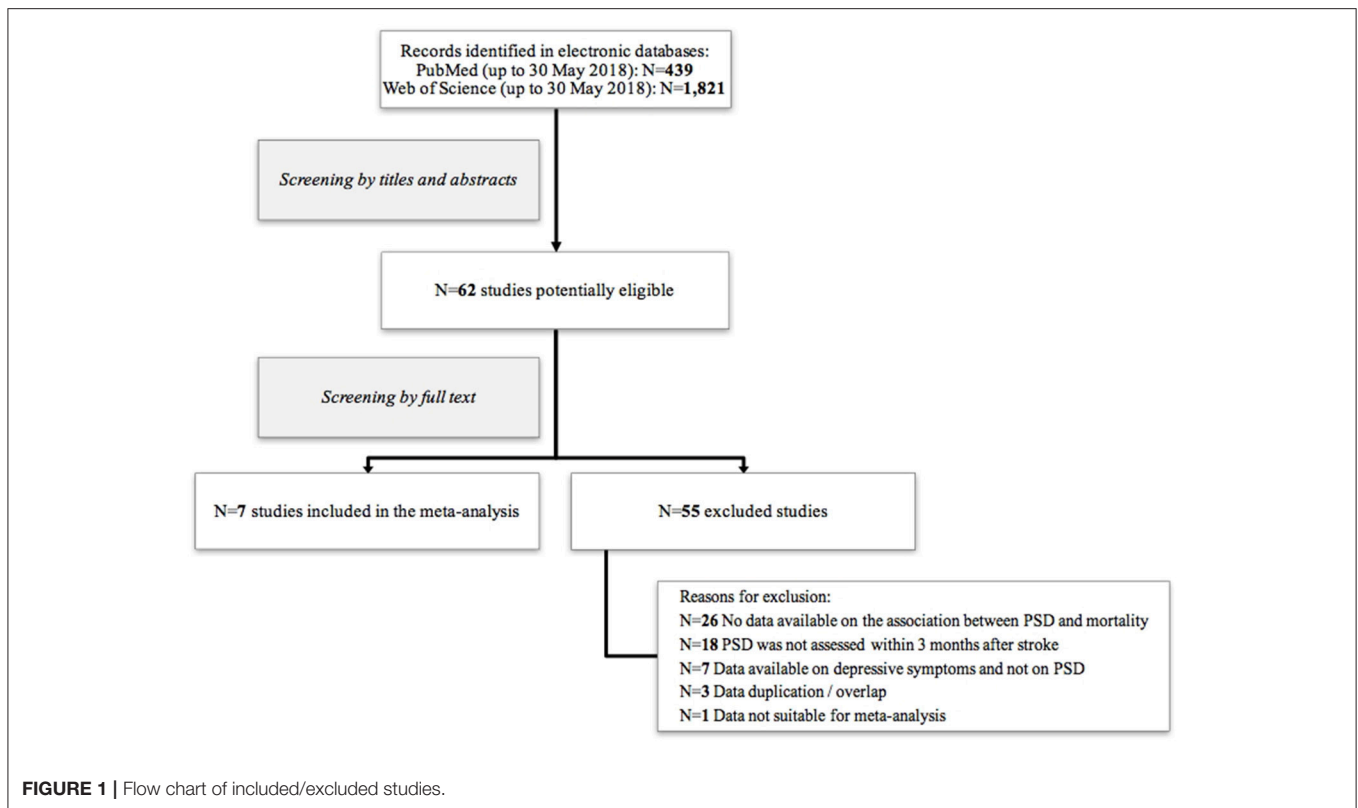 Records identified in electronic databases:
PubMed (up to 30 May 2018): N=439
Web of Science (up to 30 May 2018): N=1,821
Screening by titles and abstracts
N=62 studies potentially eligible
Screening by full text
N=7 studies included in the meta-analysis
N=55 excluded studies
Reasons for exclusion:
N=26 No data available on the association between PSD and mortality
N=18 PSD was not assessed within 3 months after stroke
N=7 Data available on depressive symptoms and not on PSD
N=3 Data duplication / overlap
N=1 Data not suitable for meta-analysis
FIGURE 1 | Flow chart of included/excluded studies.